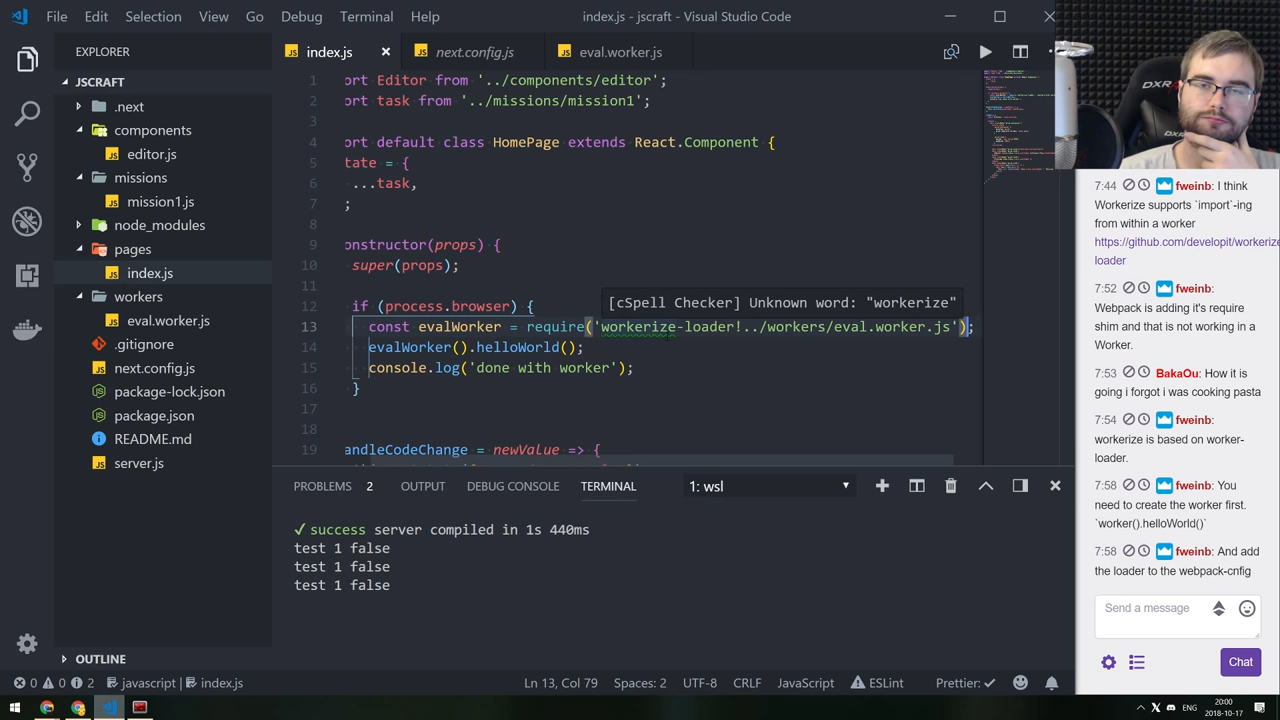 File Edit Selection View Go Debug Terminal Help
index.js - jscraft - Visual Studio Code
EXPLORER
JSCRAFT
.next
components
editor.js
missions
mission1.js
node_modules
pages
index.js
workers
eval.worker.js
.gitignore
next.config.js
package-lock.json
package.json
README.md
server.js
OUTLINE
index.js
next.config.js
eval.worker.js
ort Editor from '../components/editor';
ort task from '../missions/mission1';
ort default class HomePage extends React.Component {
tate = {
6 ...task,
7 ;
8
9 onstructor(props) {
10 super(props);
11
12 if (process.browser) {
[cSpell Checker] Unknown word: "workerize"
13 const evalWorker = require('workerize-loader!../workers/eval.worker.js');
14 evalWorker().helloWorld();
15 console.log('done with worker');
16 }
17
18
19 andleCodeChange = newValue => {
PROBLEMS 2 OUTPUT DEBUG CONSOLE TERMINAL
1: wsl
✓ success server compiled in 1s 440ms
test 1 false
test 1 false
test 1 false
0 0 2 javascript index.js
Ln 13, Col 79 Spaces: 2 UTF-8 CRLF JavaScript ESLint Prettier: ✓
DXR
DXR
7:44 fweinb: I think
Workerize supports `import`-ing
from within a worker
https://github.com/developit/workerize
loader
7:52 fweinb:
Webpack is adding it's require
shim and that is not working in a
Worker.
7:53 BakaOu: How it is
going i forgot i was cooking pasta
7:54 fweinb:
workerize is based on worker-
loader.
7:58 fweinb: You
need to create the worker first.
`worker().helloWorld()`
7:58 fweinb: And add
the loader to the webpack-cnfig
Send a message
Chat
ENG
20:00
2018-10-17